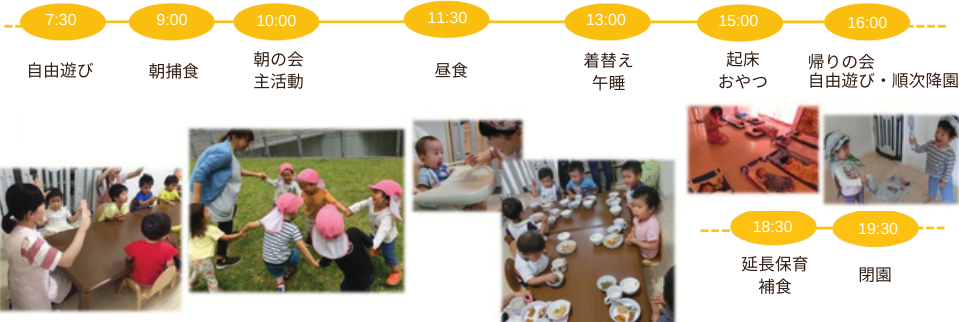 7:30
自由遊び
9:00
朝捕食
10:00
朝の会
主活動
11:30
昼食
13:00
着替え
午睡
15:00
起床
おやつ
16:00
帰りの会
自由遊び・順次降園
18:30
延長保育
補食
19:30
閉園